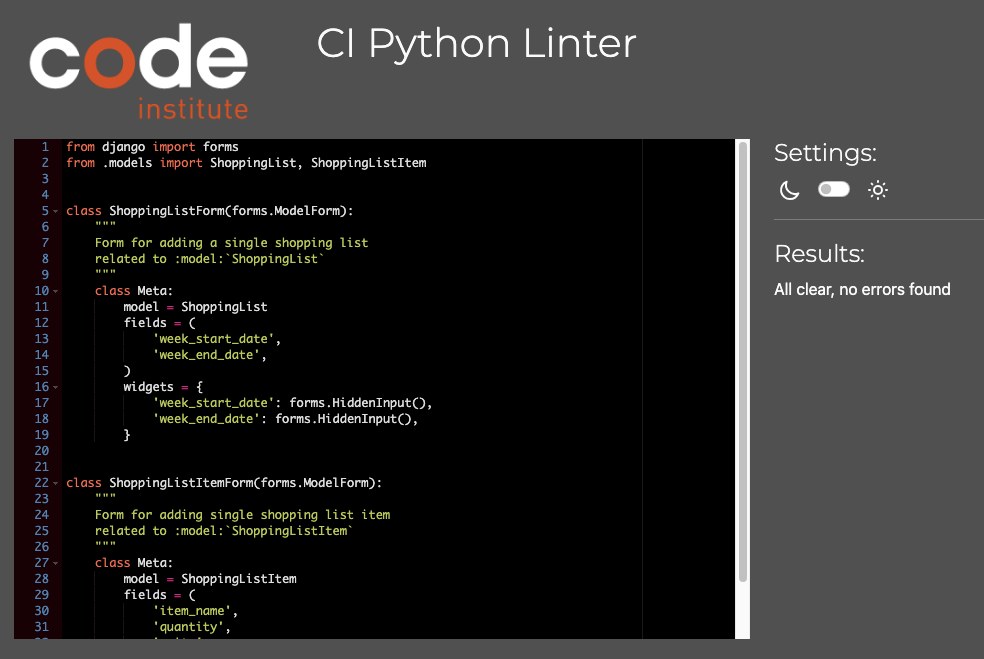 code
institute
CI Python Linter
1 from django import forms
2 from .models import ShoppingList, ShoppingListItem
3
4
5 class ShoppingListForm(forms.ModelForm):
6     """
7     Form for adding a single shopping list
8     related to :model:`ShoppingList`
9     """
10     class Meta:
11         model = ShoppingList
12         fields = (
13             'week_start_date',
14             'week_end_date',
15         )
16         widgets = {
17             'week_start_date': forms.HiddenInput(),
18             'week_end_date': forms.HiddenInput(),
19         }
20
21
22 class ShoppingListItemForm(forms.ModelForm):
23     """
24     Form for adding single shopping list item
25     related to :model:`ShoppingListItem`
26     """
27     class Meta:
28         model = ShoppingListItem
29         fields = (
30             'item_name',
31             'quantity',
Settings:
Results:
All clear, no errors found